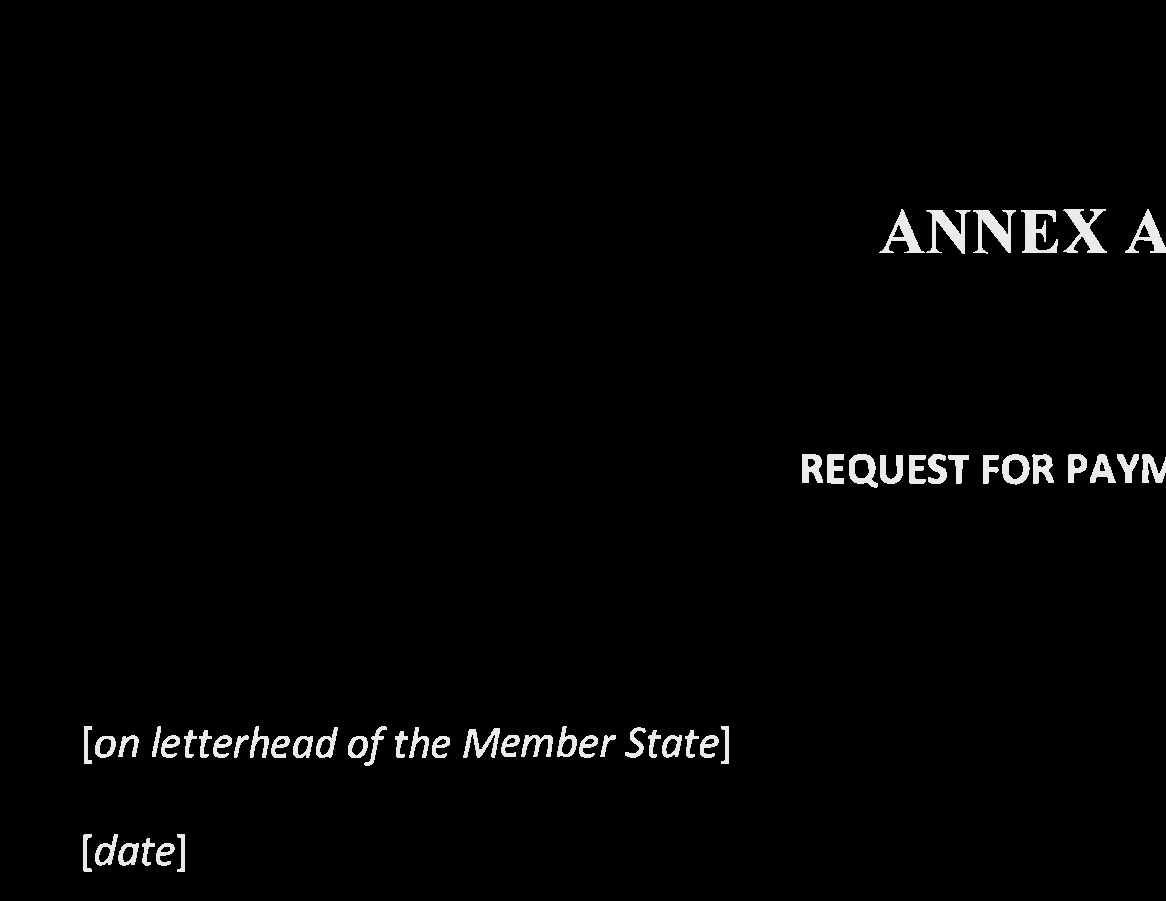 ANNEX A
REQUEST FOR PAYM
[on letterhead of the Member State]
[date]